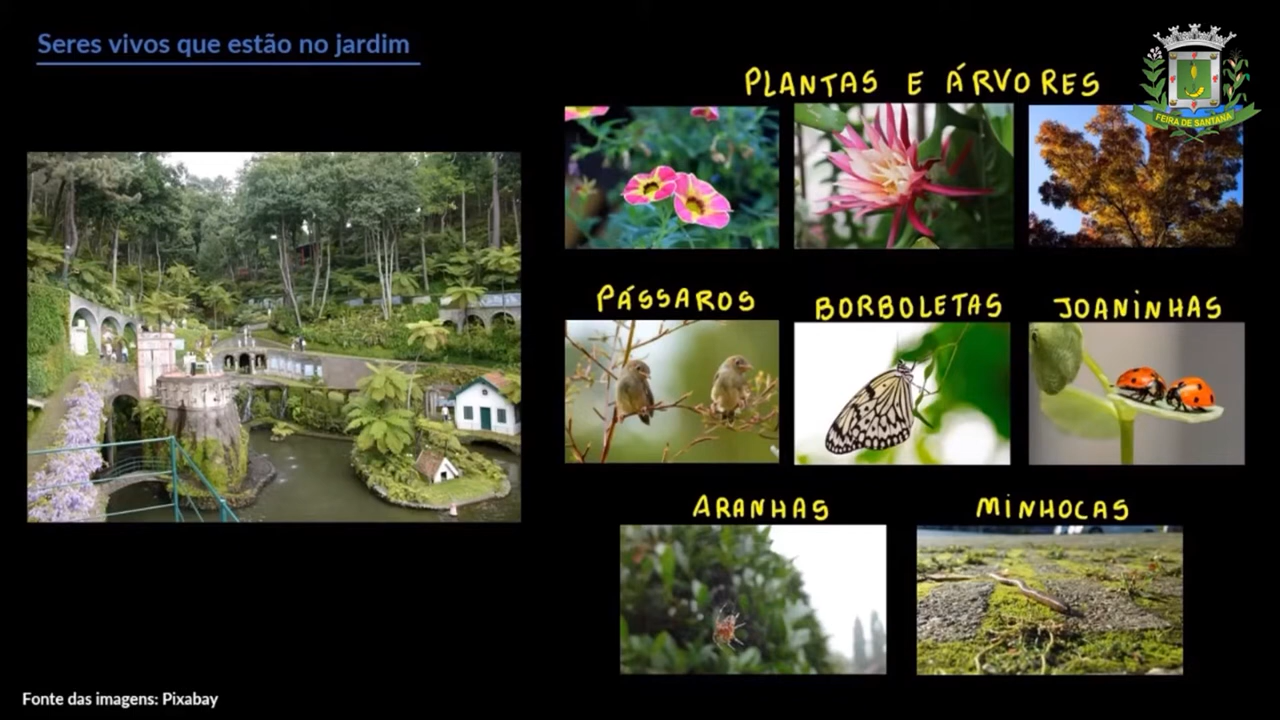 Seres vivos que estão no jardim
PLANTAS E ÁRVORES
FEIRA DE SANTANA
PÁSSAROS
BORBOLETAS
JOANINHAS
ARANHAS
MINHOCAS
Fonte das imagens: Pixabay